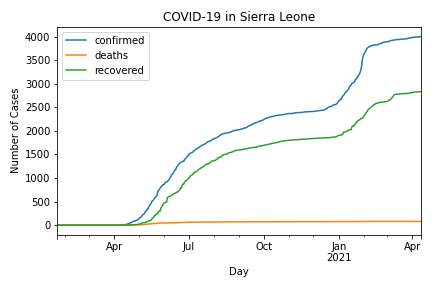 COVID-19 in Sierra Leone
confirmed
deaths
recovered
Number of Cases
4000
3500
3000
2500
2000
1500
1000
500
0
Apr
Jul
Oct
Jan
2021
Apr
Day